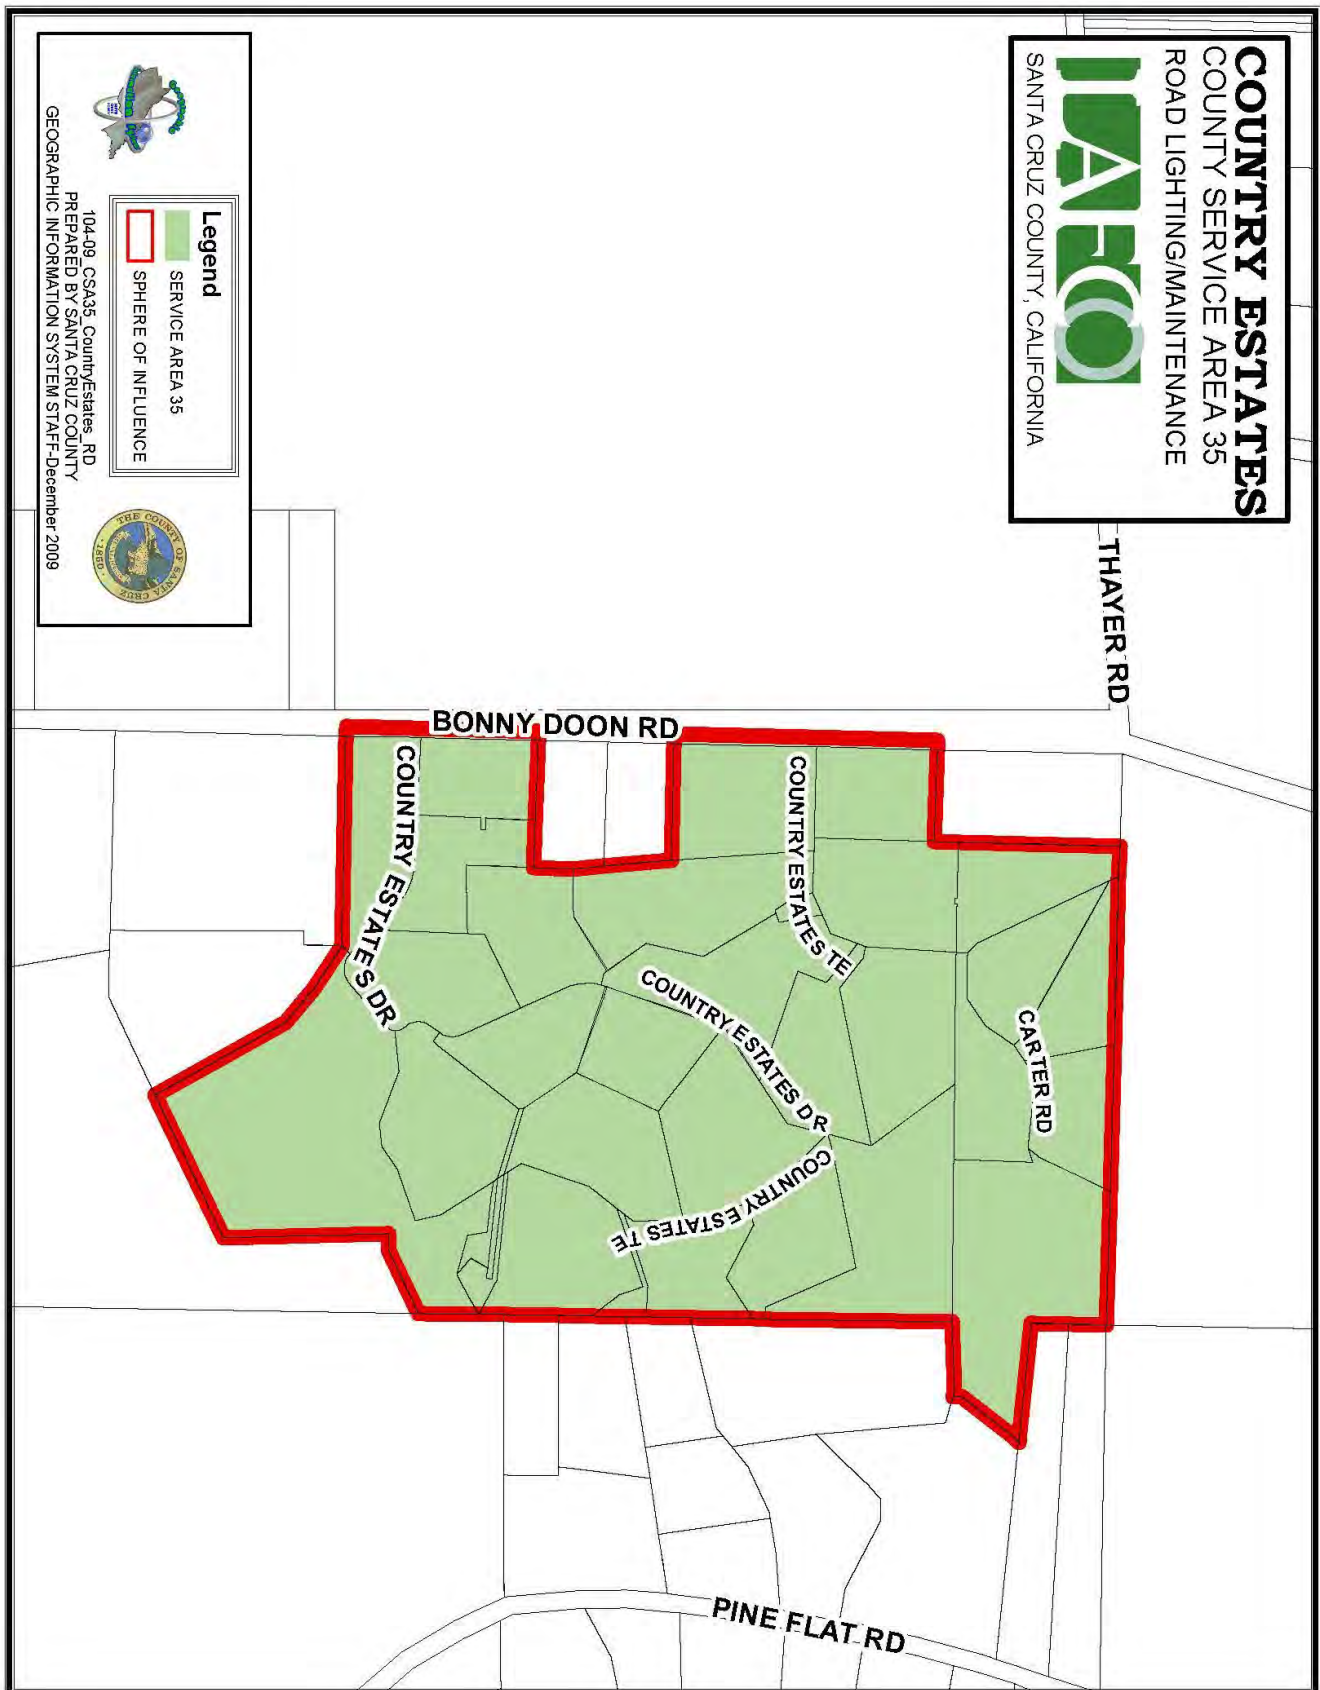 COUNTRY ESTATES
COUNTY SERVICE AREA 35
ROAD LIGHTING/MAINTENANCE
LAFCO
SANTA CRUZ COUNTY, CALIFORNIA
THAYER RD
BONNY DOON RD
COUNTRY ESTATES DR
COUNTRY ESTATES TE
COUNTRY ESTATES DR
COUNTRY ESTATES TE
CARTER RD
PINE FLAT RD
Legend
SERVICE AREA 35
SPHERE OF INFLUENCE
104-09_CSA35_CountryEstates_RD
PREPARED BY SANTA CRUZ COUNTY
GEOGRAPHIC INFORMATION SYSTEM STAFF-December 2009
THE COUNTY OF SANTA CRUZ
1850